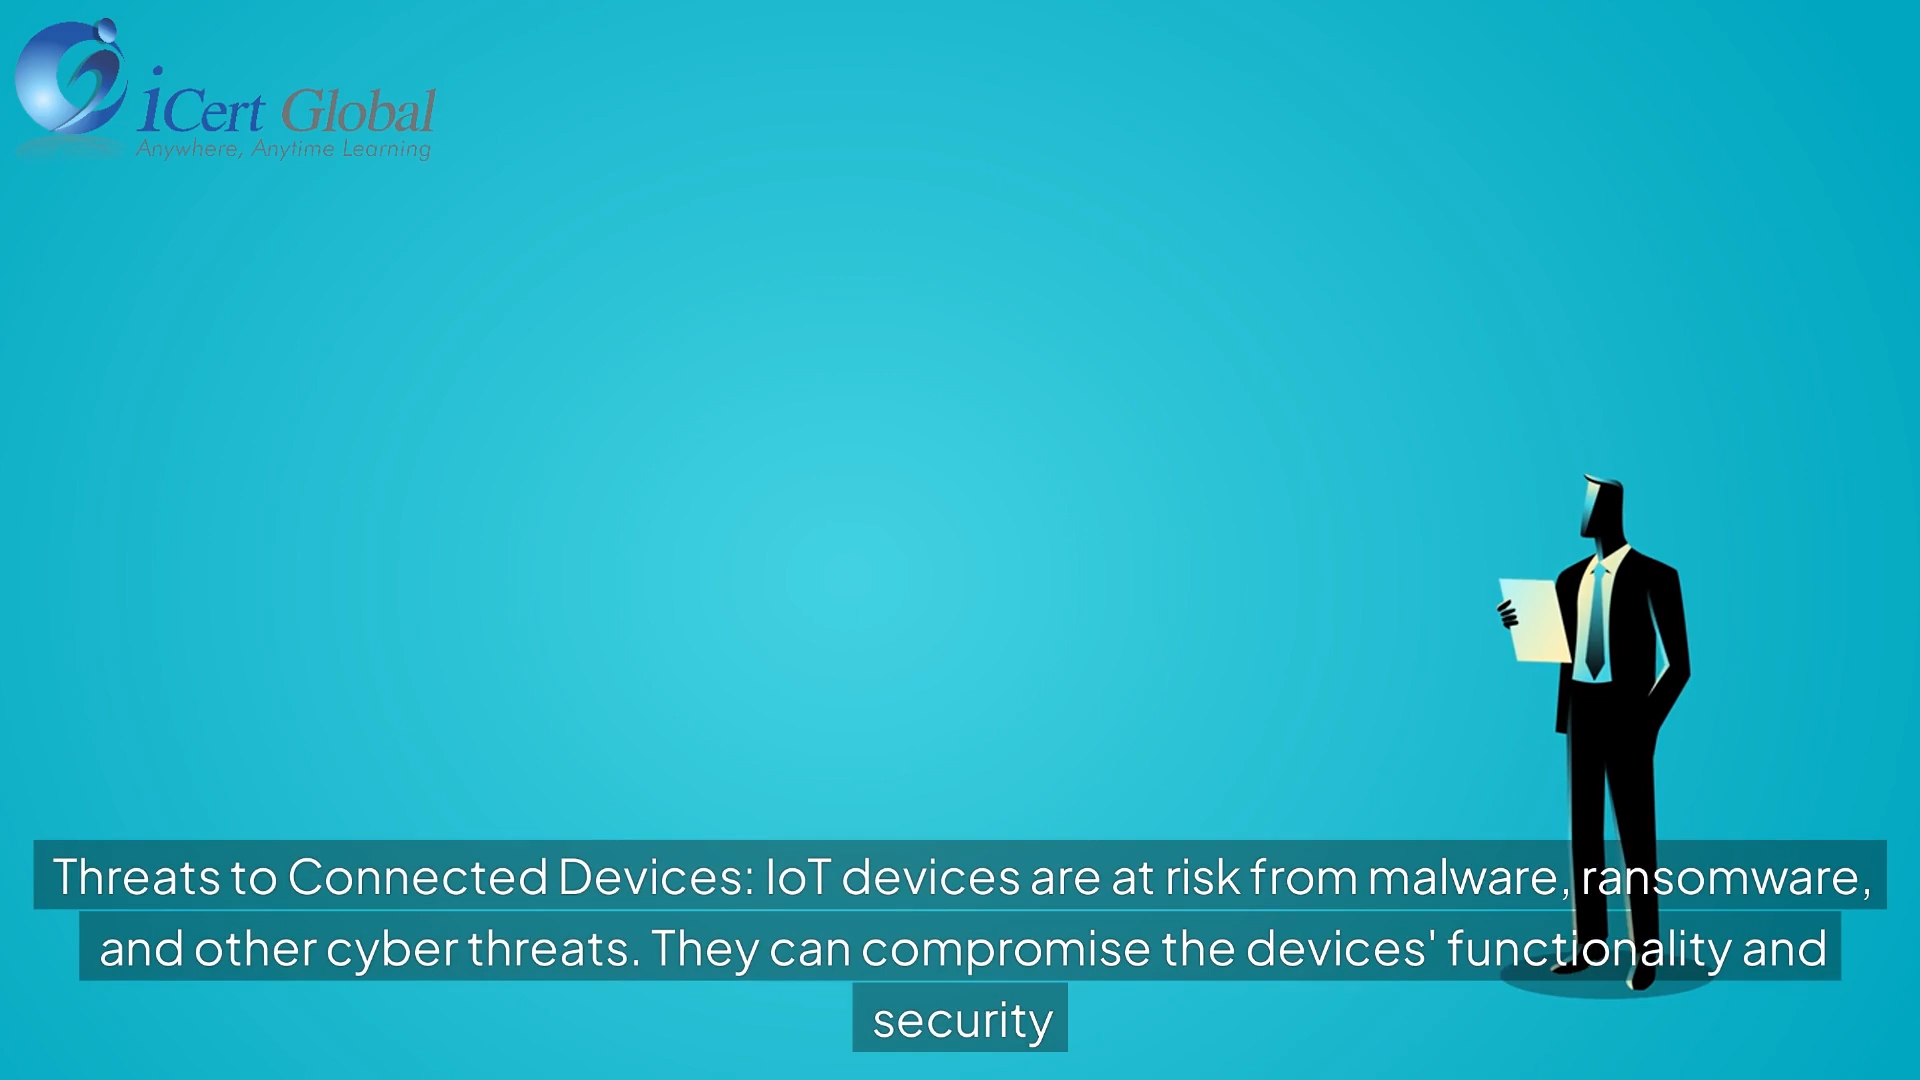 iCert Global
Anywhere, Anytime Learning
Threats to Connected Devices: IoT devices are at risk from malware, ransomware,
and other cyber threats. They can compromise the devices' functionality and
security